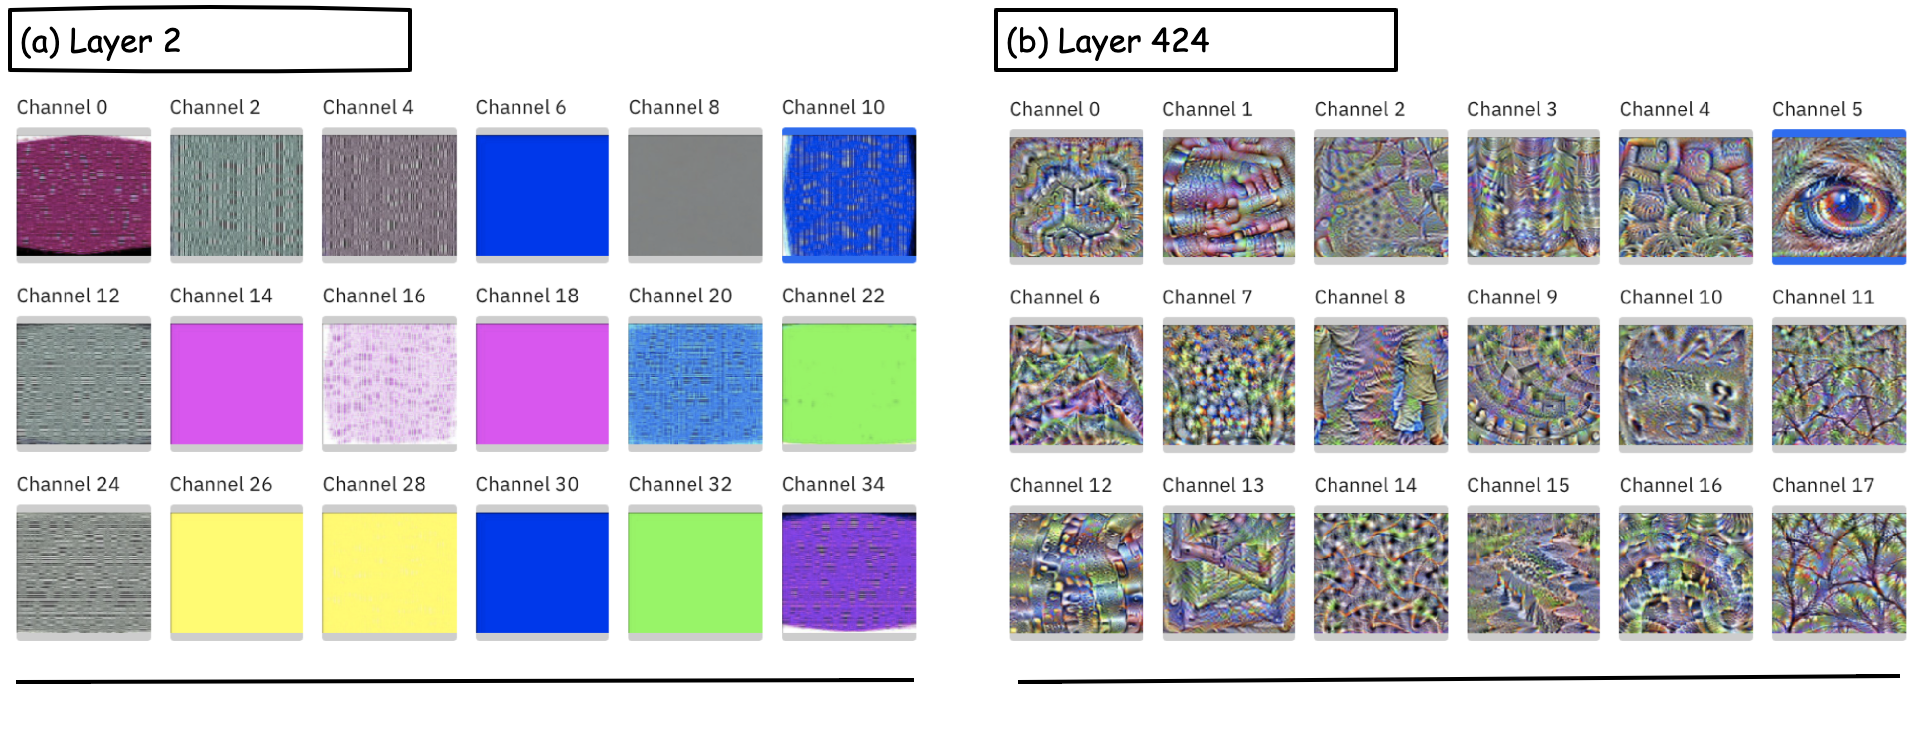 (a) Layer 2
Channel 0 Channel 2 Channel 4 Channel 6 Channel 8 Channel 10
Channel 12 Channel 14 Channel 16 Channel 18 Channel 20 Channel 22
Channel 24 Channel 26 Channel 28 Channel 30 Channel 32 Channel 34
(b) Layer 424
Channel 0 Channel 1 Channel 2 Channel 3 Channel 4 Channel 5
Channel 6 Channel 7 Channel 8 Channel 9 Channel 10 Channel 11
Channel 12 Channel 13 Channel 14 Channel 15 Channel 16 Channel 17